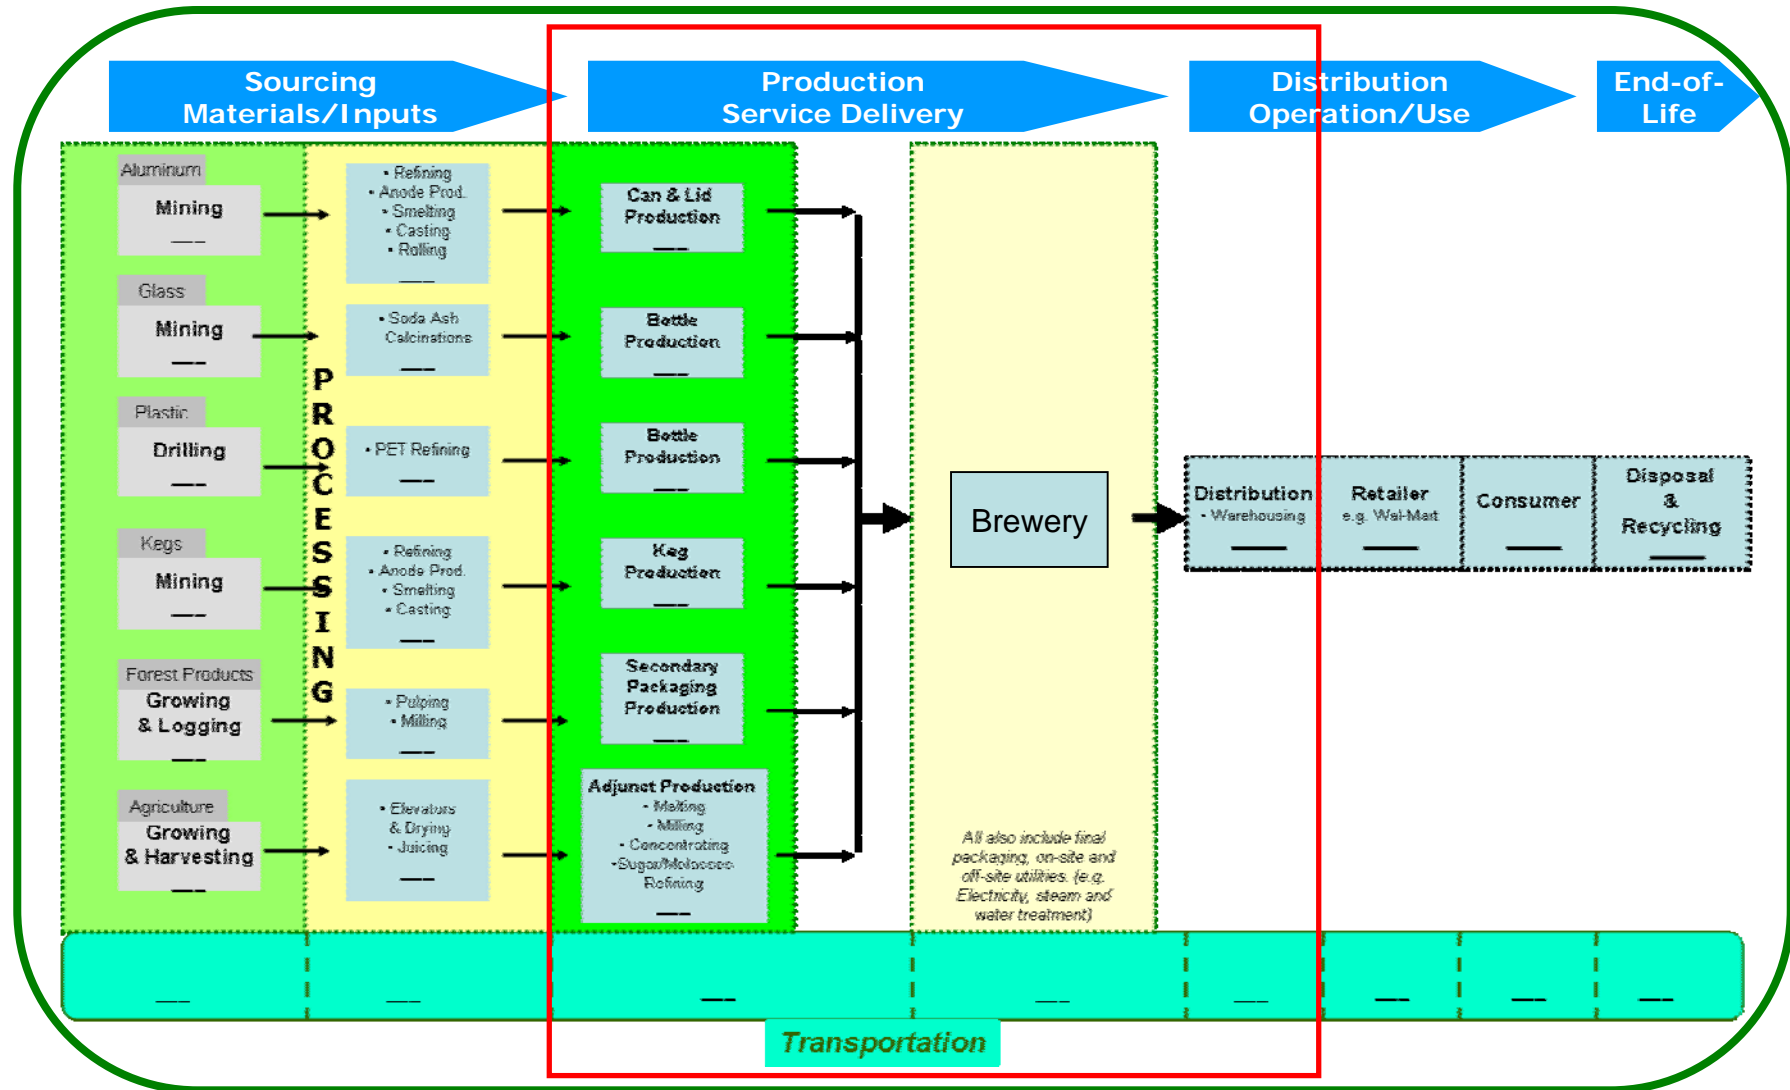 Sourcing
Materials/Inputs
Production
Service Delivery
Distribution
Operation/Use
End-of-
Life
Aluminum
Mining
• Refining
• Anode Prod.
• Smelting
• Casting
• Rolling
Can & Lid
Production
Glass
Mining
• Soda Ash
Calcinations
Bottle
Production
Plastic
Drilling
• PET Refining
Bottle
Production
Kegs
Mining
• Refining
• Anode Prod.
• Smelting
• Casting
Keg
Production
Forest Products
Growing
& Logging
• Pulping
• Milling
Secondary
Packaging
Production
Agriculture
Growing
& Harvesting
• Elevators
& Drying
• Juicing
Adjunct Production
• Malting
• Milling
• Concentrating
•Sugar/Molasses
Refining
PROCESSING
Brewery
All also include final
packaging, on-site and
off-site utilities. (e.g.
Electricity, steam and
water treatment)
Distribution
• Warehousing
Retailer
e.g. Wal-Mart
Consumer
Disposal
&
Recycling
Transportation